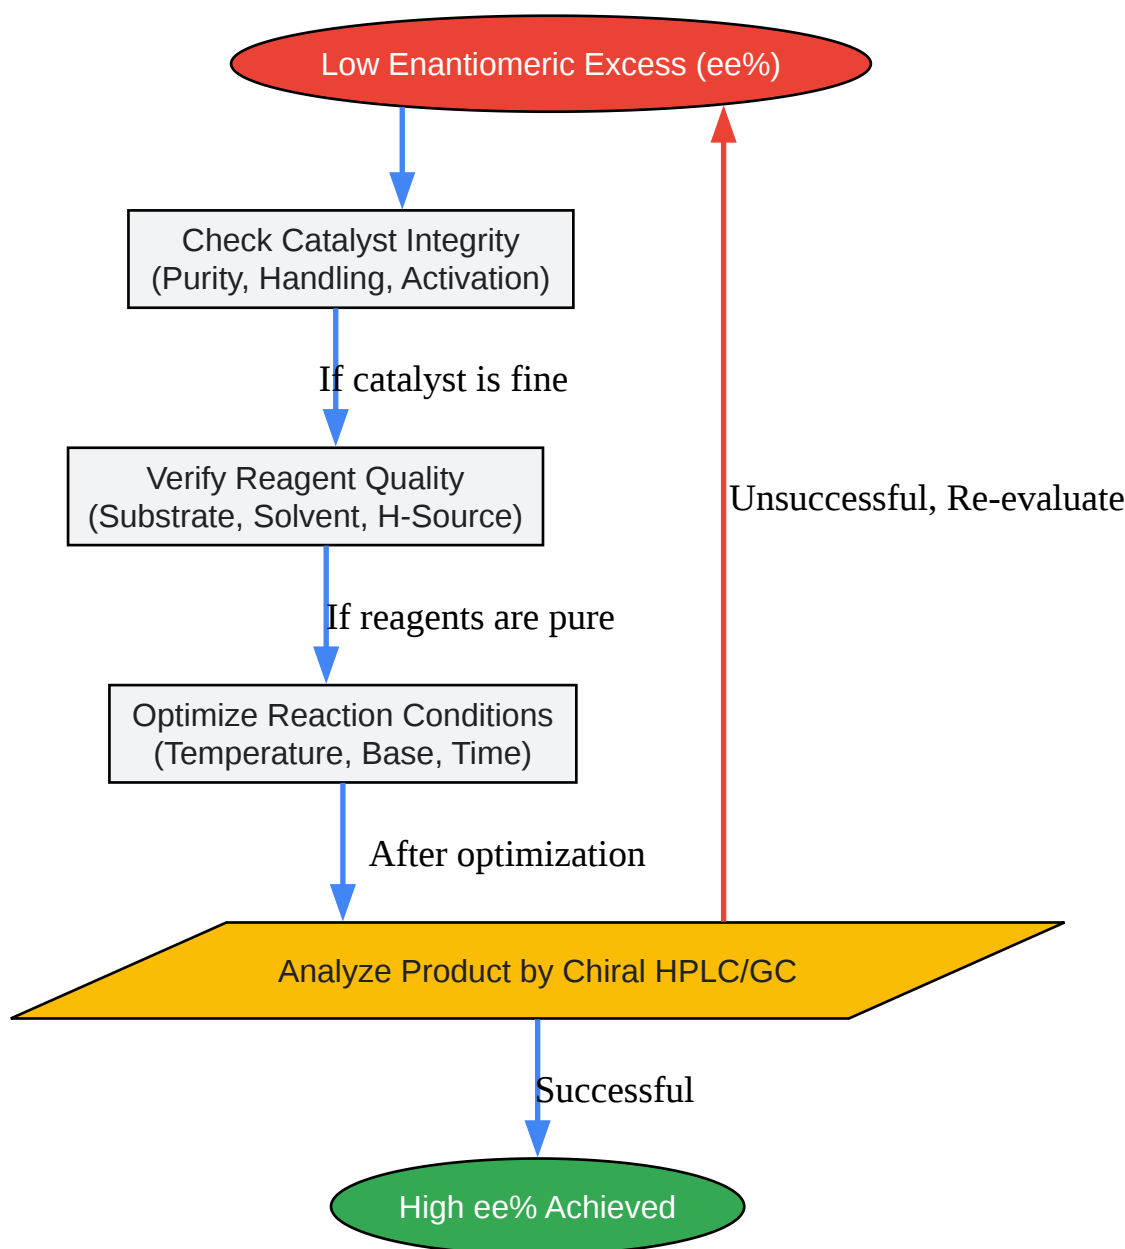 Low Enantiomeric Excess (ee%)
Check Catalyst Integrity
(Purity, Handling, Activation)
If catalyst is fine
Verify Reagent Quality
(Substrate, Solvent, H-Source)
Unsuccessful, Re-evaluate
If reagents are pure
Optimize Reaction Conditions
(Temperature, Base, Time)
After optimization
Analyze Product by Chiral HPLC/GC
Successful
High ee% Achieved